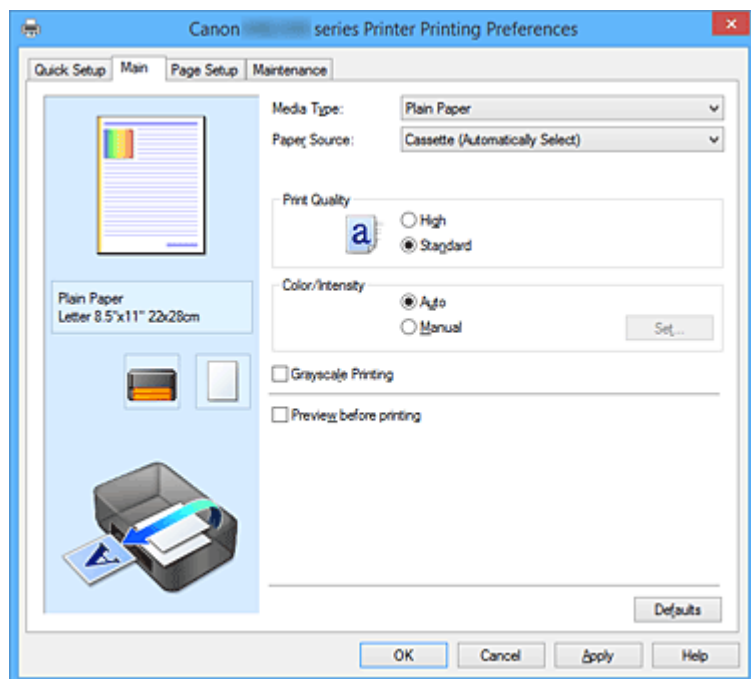 Canon series Printer Printing Preferences
Quick Setup Main Page Setup Maintenance
Media Type: Plain Paper
Paper Source: Cassette (Automatically Select)
Print Quality
a
High
Standard
Color/Intensity
Auto
Manual
Set...
Plain Paper
Letter 8.5"x11" 22x28cm
Grayscale Printing
Preview before printing
A
Defaults
OK Cancel Apply Help